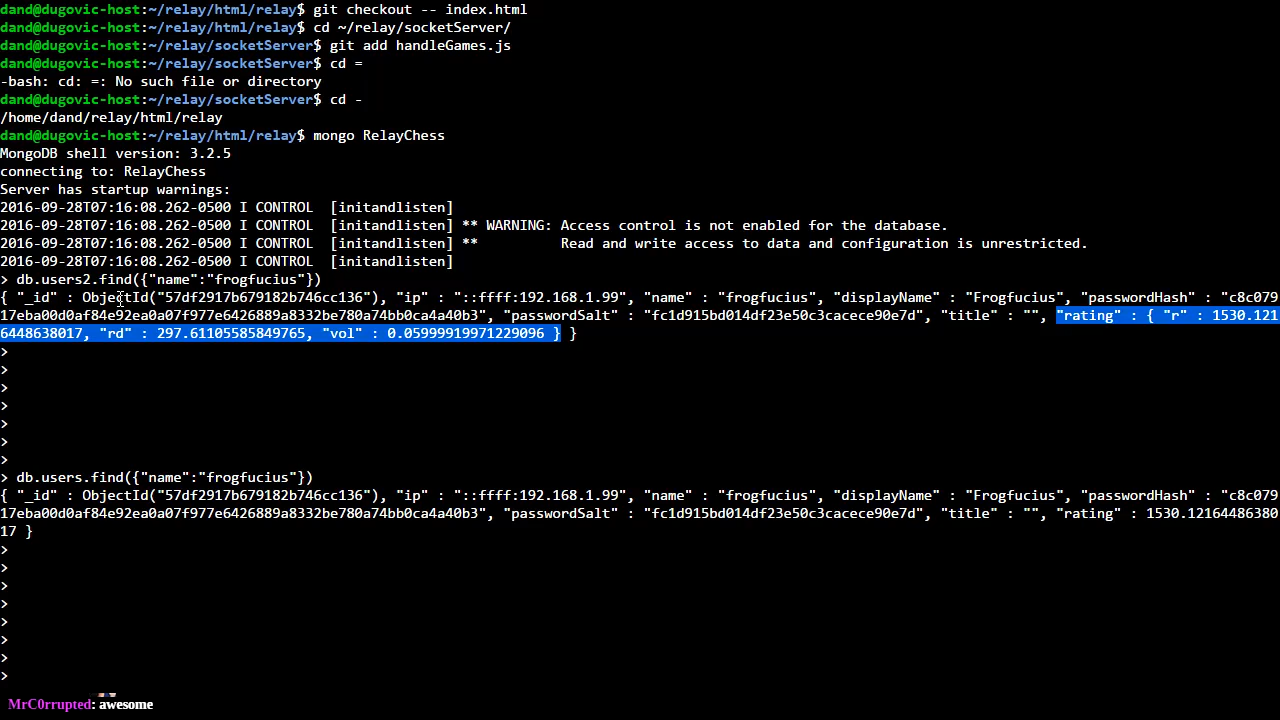 dand@dugovic-host:~/relay/html/relay$ git checkout -- index.html
dand@dugovic-host:~/relay/html/relay$ cd ~/relay/socketServer/
dand@dugovic-host:~/relay/socketServer$ git add handleGames.js
dand@dugovic-host:~/relay/socketServer$ cd =
-bash: cd: =: No such file or directory
dand@dugovic-host:~/relay/socketServer$ cd -
/home/dand/relay/html/relay
dand@dugovic-host:~/relay/html/relay$ mongo RelayChess
MongoDB shell version: 3.2.5
connecting to: RelayChess
Server has startup warnings:
2016-09-28T07:16:08.262-0500 I CONTROL  [initandlisten]
2016-09-28T07:16:08.262-0500 I CONTROL  [initandlisten] ** WARNING: Access control is not enabled for the database.
2016-09-28T07:16:08.262-0500 I CONTROL  [initandlisten] **          Read and write access to data and configuration is unrestricted.
2016-09-28T07:16:08.262-0500 I CONTROL  [initandlisten]
> db.users2.find({"name":"frogfucius"})
{ "_id" : ObjectId("57df2917b679182b746cc136"), "ip" : "::ffff:192.168.1.99", "name" : "frogfucius", "displayName" : "Frogfucius", "passwordHash" : "c8c079
17eba00d0af84e92ea0a07f977e6426889a8332be780a74bb0ca4a40b3", "passwordSalt" : "fc1d915bd014df23e50c3cacece90e7d", "title" : "", "rating" : { "r" : 1530.121
6448638017, "rd" : 297.61105585849765, "vol" : 0.05999919971229096 } }
>
>
>
>
>
>
>
> db.users.find({"name":"frogfucius"})
{ "_id" : ObjectId("57df2917b679182b746cc136"), "ip" : "::ffff:192.168.1.99", "name" : "frogfucius", "displayName" : "Frogfucius", "passwordHash" : "c8c079
17eba00d0af84e92ea0a07f977e6426889a8332be780a74bb0ca4a40b3", "passwordSalt" : "fc1d915bd014df23e50c3cacece90e7d", "title" : "", "rating" : 1530.12164486380
17 }
>
>
>
>
>
>
>
>
MrC0rrupted: awesome